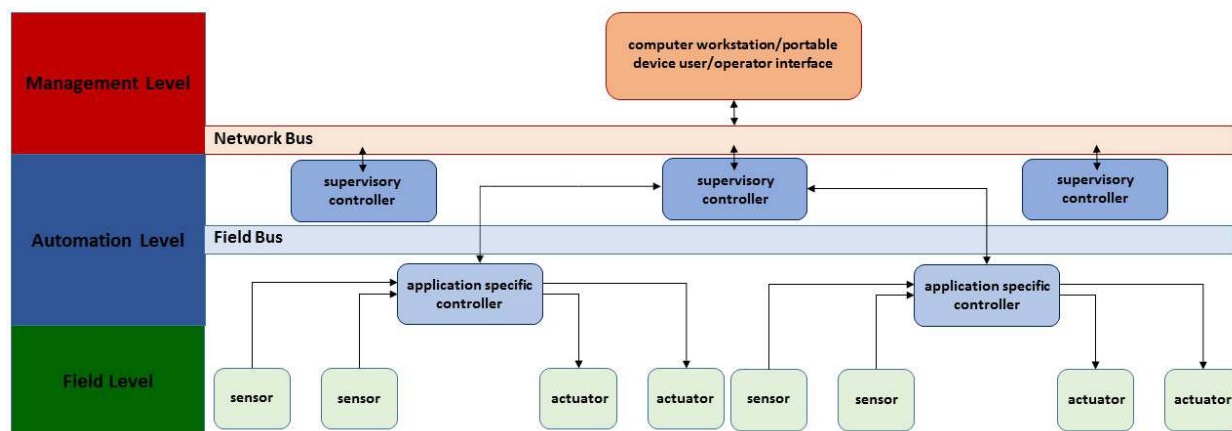 computer workstation/portable
device user/operator interface
Management Level
Network Bus
supervisory
controller
supervisory
controller
supervisory
controller
Field Bus
Automation Level
application specific
controller
application specific
controller
Field Level
sensor
sensor
actuator
actuator
sensor
sensor
actuator
actuator